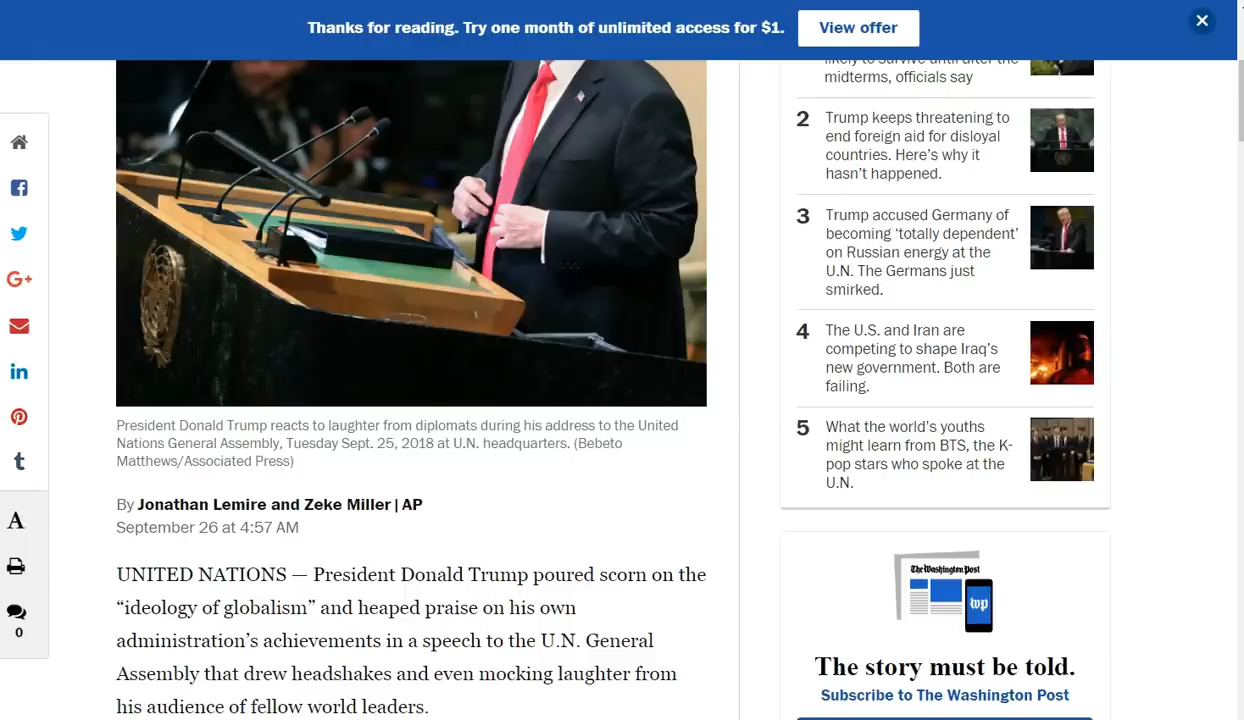 Thanks for reading. Try one month of unlimited access for $1.
View offer
President Donald Trump reacts to laughter from diplomats during his address to the United
Nations General Assembly, Tuesday Sept. 25, 2018 at U.N. headquarters. (Bebeto
Matthews/Associated Press)
By Jonathan Lemire and Zeke Miller | AP
September 26 at 4:57 AM
UNITED NATIONS — President Donald Trump poured scorn on the
“ideology of globalism” and heaped praise on his own
administration’s achievements in a speech to the U.N. General
Assembly that drew headshakes and even mocking laughter from
his audience of fellow world leaders.
G+
in
t
A
0
likely to survive until after the
midterms, officials say
2
Trump keeps threatening to
end foreign aid for disloyal
countries. Here’s why it
hasn’t happened.
3
Trump accused Germany of
becoming ‘totally dependent’
on Russian energy at the
U.N. The Germans just
smirked.
4
The U.S. and Iran are
competing to shape Iraq’s
new government. Both are
failing.
5
What the world’s youths
might learn from BTS, the K-
pop stars who spoke at the
U.N.
The Washington Post
wp
The story must be told.
Subscribe to The Washington Post